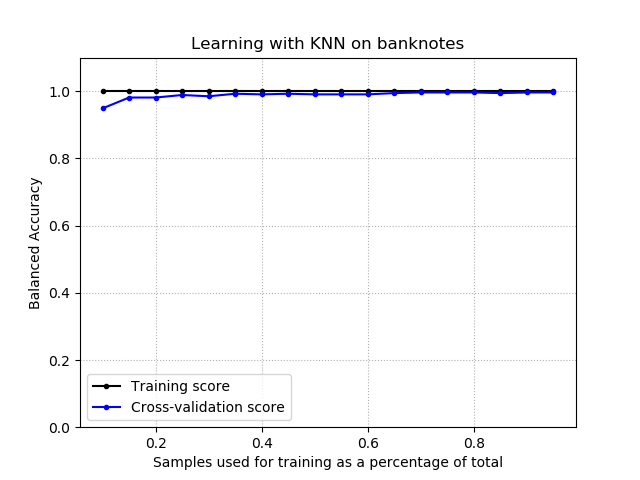 Learning with KNN on banknotes
Balanced Accuracy
1.0
0.8
0.6
0.4
0.2
0.0
Training score
Cross-validation score
0.2 0.4 0.6 0.8
Samples used for training as a percentage of total